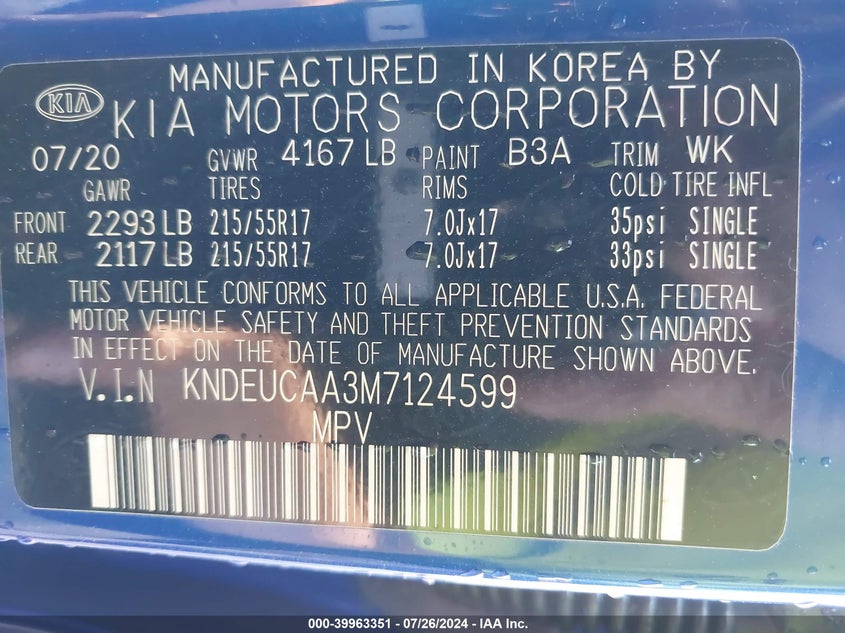 MANUFACTURED IN KOREA BY
KIA KIA MOTORS CORPORATION
07/20 GVWR 4167 LB PAINT B3A TRIM WK
GAWR TIRES RIMS COLD TIRE INFL
FRONT 2293 LB 215/55R17 7.0Jx17 35psi SINGLE
REAR 2117 LB 215/55R17 7.0Jx17 33psi SINGLE
THIS VEHICLE CONFORMS TO ALL APPLICABLE U.S.A. FEDERAL
MOTOR VEHICLE SAFETY AND THEFT PREVENTION STANDARDS
IN EFFECT ON THE DATE OF MANUFACTURE SHOWN ABOVE.
V.I.N KNDEUCAA3M7124599
MPV
000-39963351 / 07/26/2024 - IAA Inc.